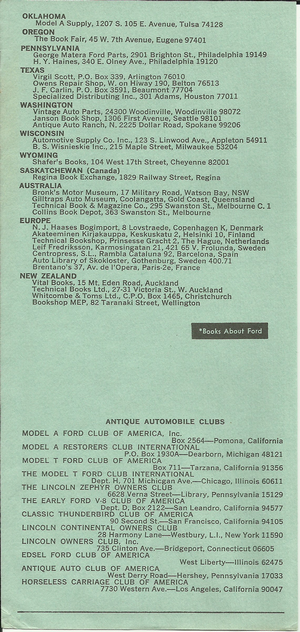 OKLAHOMA
Model A Supply, 1207 S. 105 E. Avenue, Tulsa 74128
OREGON
The Book Fair, 45 W. 7th Avenue, Eugene 97401
PENNSYLVANIA
George Matera Ford Parts, 2901 Brighton St., Philadelphia 19149
H. Y. Haines, 340 E. Olney Ave., Philadelphia 19120
TEXAS
Virgil Scott, P.O. Box 339, Arlington 76010
Owens Repair Shop, W. on Hiway 190, Belton 76513
J. F. Carlin, P.O. Box 3591, Beaumont 77704
Specialized Distributing Inc., 301 Adams, Houston 77011
WASHINGTON
Vintage Auto Parts, 24300 Woodinville, Woodinville 98072
Janson Book Shop, 1306 First Avenue, Seattle 98101
Antique Auto Ranch, N. 2225 Dollar Road, Spokane 99206
WISCONSIN
Automotive Supply Co. Inc., 123 S. Linwood Ave., Appleton 54911
B. S. Wisniewski Inc., 215 Maple Street, Milwaukee 53204
WYOMING
Shafer's Books, 104 West 17th Street, Cheyenne 82001
SASKATCHEWAN (Canada)
Regina Book Exchange, 1829 Railway Street, Regina
AUSTRALIA
Bronk's Motor Museum, 17 Military Road, Watson Bay, NSW
Gilltraps Auto Museum, Coolangatta, Gold Coast, Queensland
Technical Book & Magazine Co., 295 Swanston St., Melbourne C. 1
Collins Book Depot, 363 Swanston St., Melbourne
EUROPE
N. J. Haases Bogimport, 8 Lovstraede, Copenhagen K, Denmark
Akateeminen Kirjakauppa, Keskuskatu 2, Helsinki 10, Finland
Technical Bookshop, Prinsesse Gracht 2, The Hague, Netherlands
Leif Fredriksson, Karmosingatan 21, 421 65 V. Frolunda, Sweden
Centropress, S.L., Rambla Cataluna 92, Barcelona, Spain
Auto Library of Skokloster, Gothenburg, Sweden 400.71
Brentano's 37, Av. de l'Opera, Paris-2e, France
NEW ZEALAND
Vital Books, 15 Mt. Eden Road, Auckland
Technical Books Ltd., 27-31 Victoria St., W. Auckland
Whitcombe & Toms Ltd., C.P.O. Box 1465, Christchurch
Bookshop MEP, 82 Taranaki Street, Wellington
*Books About Ford
ANTIQUE AUTOMOBILE CLUBS
MODEL A FORD CLUB OF AMERICA, Inc.
Box 2564—Pomona, California
MODEL A RESTORERS CLUB INTERNATIONAL
P.O. Box 1930A—Dearborn, Michigan 48121
MODEL T FORD CLUB OF AMERICA
Box 711—Tarzana, California 91356
THE MODEL T FORD CLUB INTERNATIONAL
Dept. H, 701 Michicgan Ave.—Chicago, Illinois 60611
THE LINCOLN ZEPHYR OWNERS CLUB
6628 Verna Street—Library, Pennsylvania 15129
THE EARLY FORD V-8 CLUB OF AMERICA
Dept. D, Box 2122—San Leandro, California 94577
CLASSIC THUNDERBIRD CLUB OF AMERICA
90 Second St.—San Francisco, California 94105
LINCOLN CONTINENTAL OWNERS CLUB
28 Harmony Lane—Westbury, L.I., New York 11590
LINCOLN OWNERS CLUB, Inc.
735 Clinton Ave.—Bridgeport, Connecticut 06605
EDSEL FORD CLUB OF AMERICA
West Liberty—Illinois 62475
ANTIQUE AUTO CLUB OF AMERICA
West Derry Road—Hershey, Pennsylvania 17033
HORSELESS CARRIAGE CLUB OF AMERICA
7730 Western Ave.—Los Angeles, California 90047